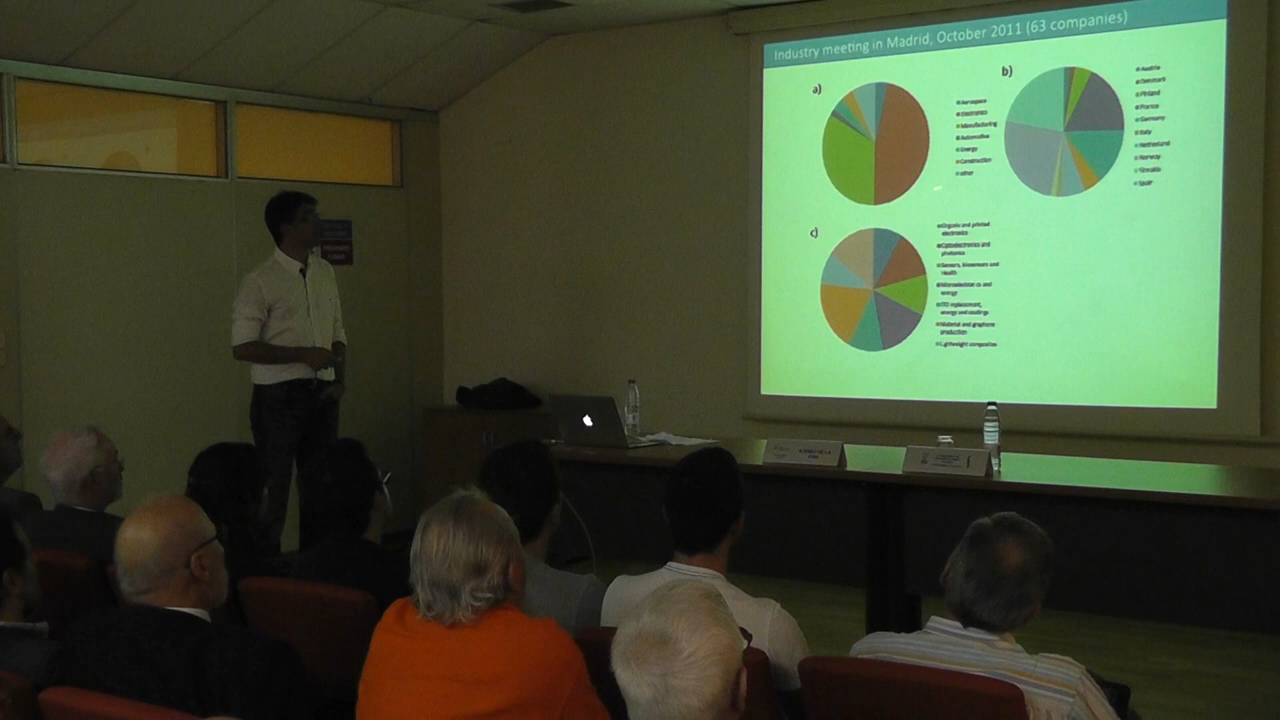 Industry meeting in Madrid, October 2011 (63 companies)
a)
Aerospace
Electronics
Manufacturing
Automotive
Energy
Construction
other
b)
Austria
Denmark
Finland
France
Germany
Italy
Netherland
Norway
Slovakia
Spain
c)
Organic and printed
electronics
Optoelectronics and
photonics
Sensors, biosensors and
Health
Microelectronics and
energy
ITO replacement,
energy and coatings
Material and graphene
production
Lightweight composites